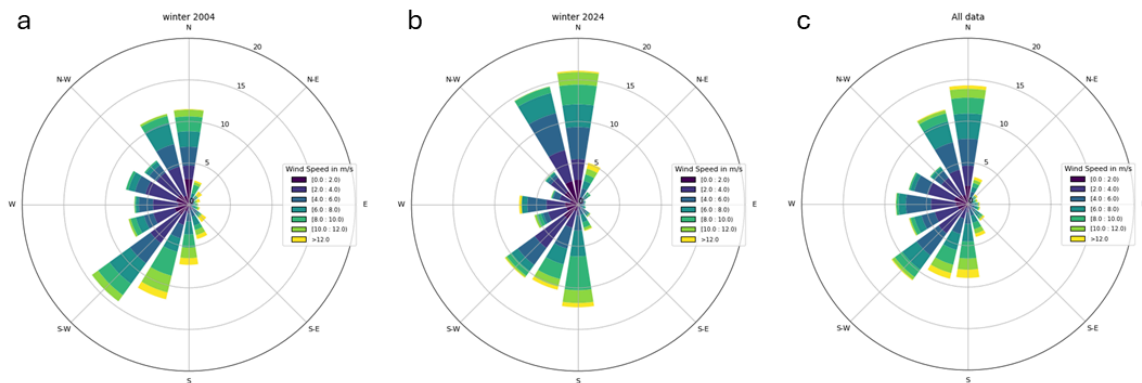 a
winter 2004
N
N-E
E
S-E
S
S-W
W
N-W
5
10
15
20
Wind Speed in m/s
[0.0 : 2.0)
[2.0 : 4.0)
[4.0 : 6.0)
[6.0 : 8.0)
[8.0 : 10.0)
[10.0 : 12.0)
>12.0
b
winter 2024
N
N-E
E
S-E
S
S-W
W
N-W
5
10
15
20
Wind Speed in m/s
[0.0 : 2.0)
[2.0 : 4.0)
[4.0 : 6.0)
[6.0 : 8.0)
[8.0 : 10.0)
[10.0 : 12.0)
>12.0
c
All data
N
N-E
E
S-E
S
S-W
W
N-W
5
10
15
20
Wind Speed in m/s
[0.0 : 2.0)
[2.0 : 4.0)
[4.0 : 6.0)
[6.0 : 8.0)
[8.0 : 10.0)
[10.0 : 12.0)
>12.0